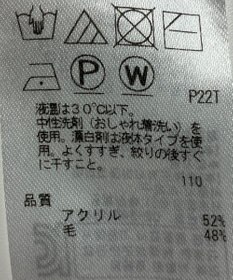 P W
P22T
液温は30℃以下。
中性洗剤(おしゃれ着洗い)を
使用。漂白剤は液体タイプを使
用。よくすすぎ、絞りの後すぐ
に干すこと。
110
品質
アクリル 52%
毛 48%